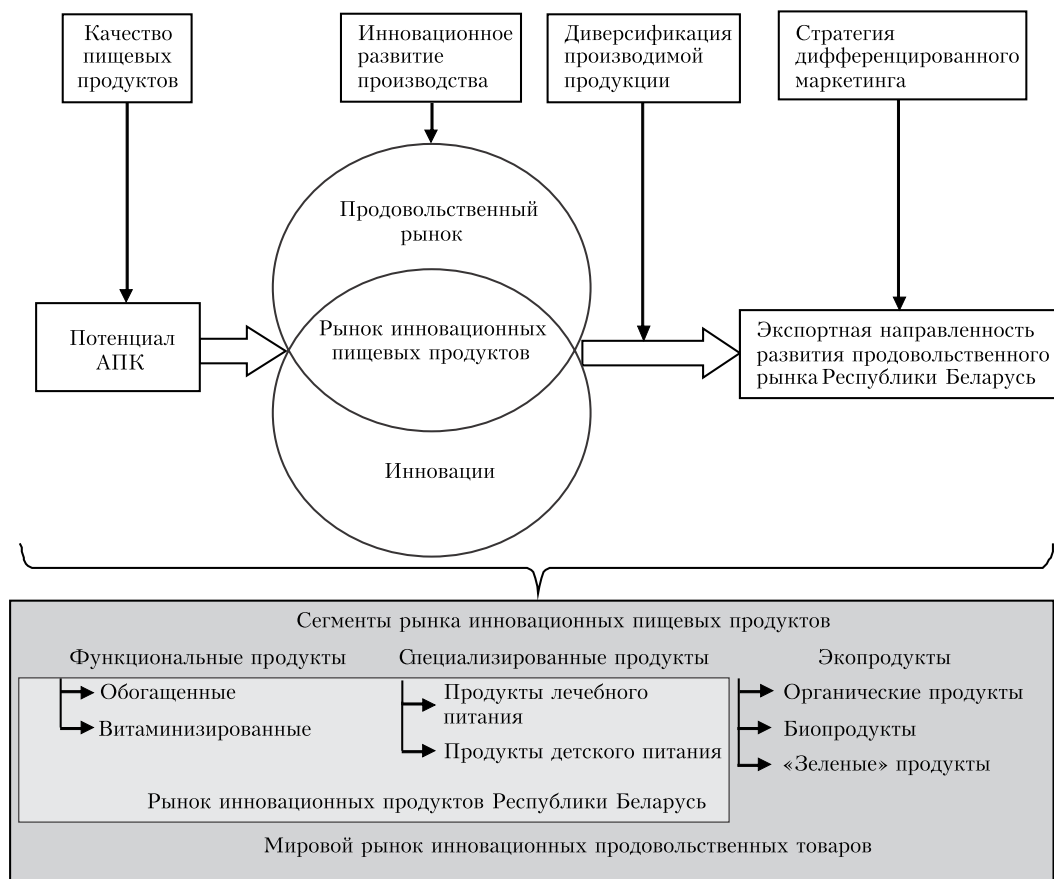 Качество
пищевых
продуктов
Инновационное
развитие
производства
Диверсификация
производимой
продукции
Стратегия
дифференцированного
маркетинга
Продовольственный
рынок
Потенциал
АПК
Рынок инновационных
пищевых продуктов
Экспортная направленность
развития продовольственного
рынка Республики Беларусь
Инновации
Сегменты рынка инновационных пищевых продуктов
Функциональные продукты
Обогащенные
Витаминизированные
Специализированные продукты
Продукты лечебного
питания
Продукты детского питания
Экопродукты
Органические продукты
Биопродукты
«Зеленые» продукты
Рынок инновационных продуктов Республики Беларусь
Мировой рынок инновационных продовольственных товаров